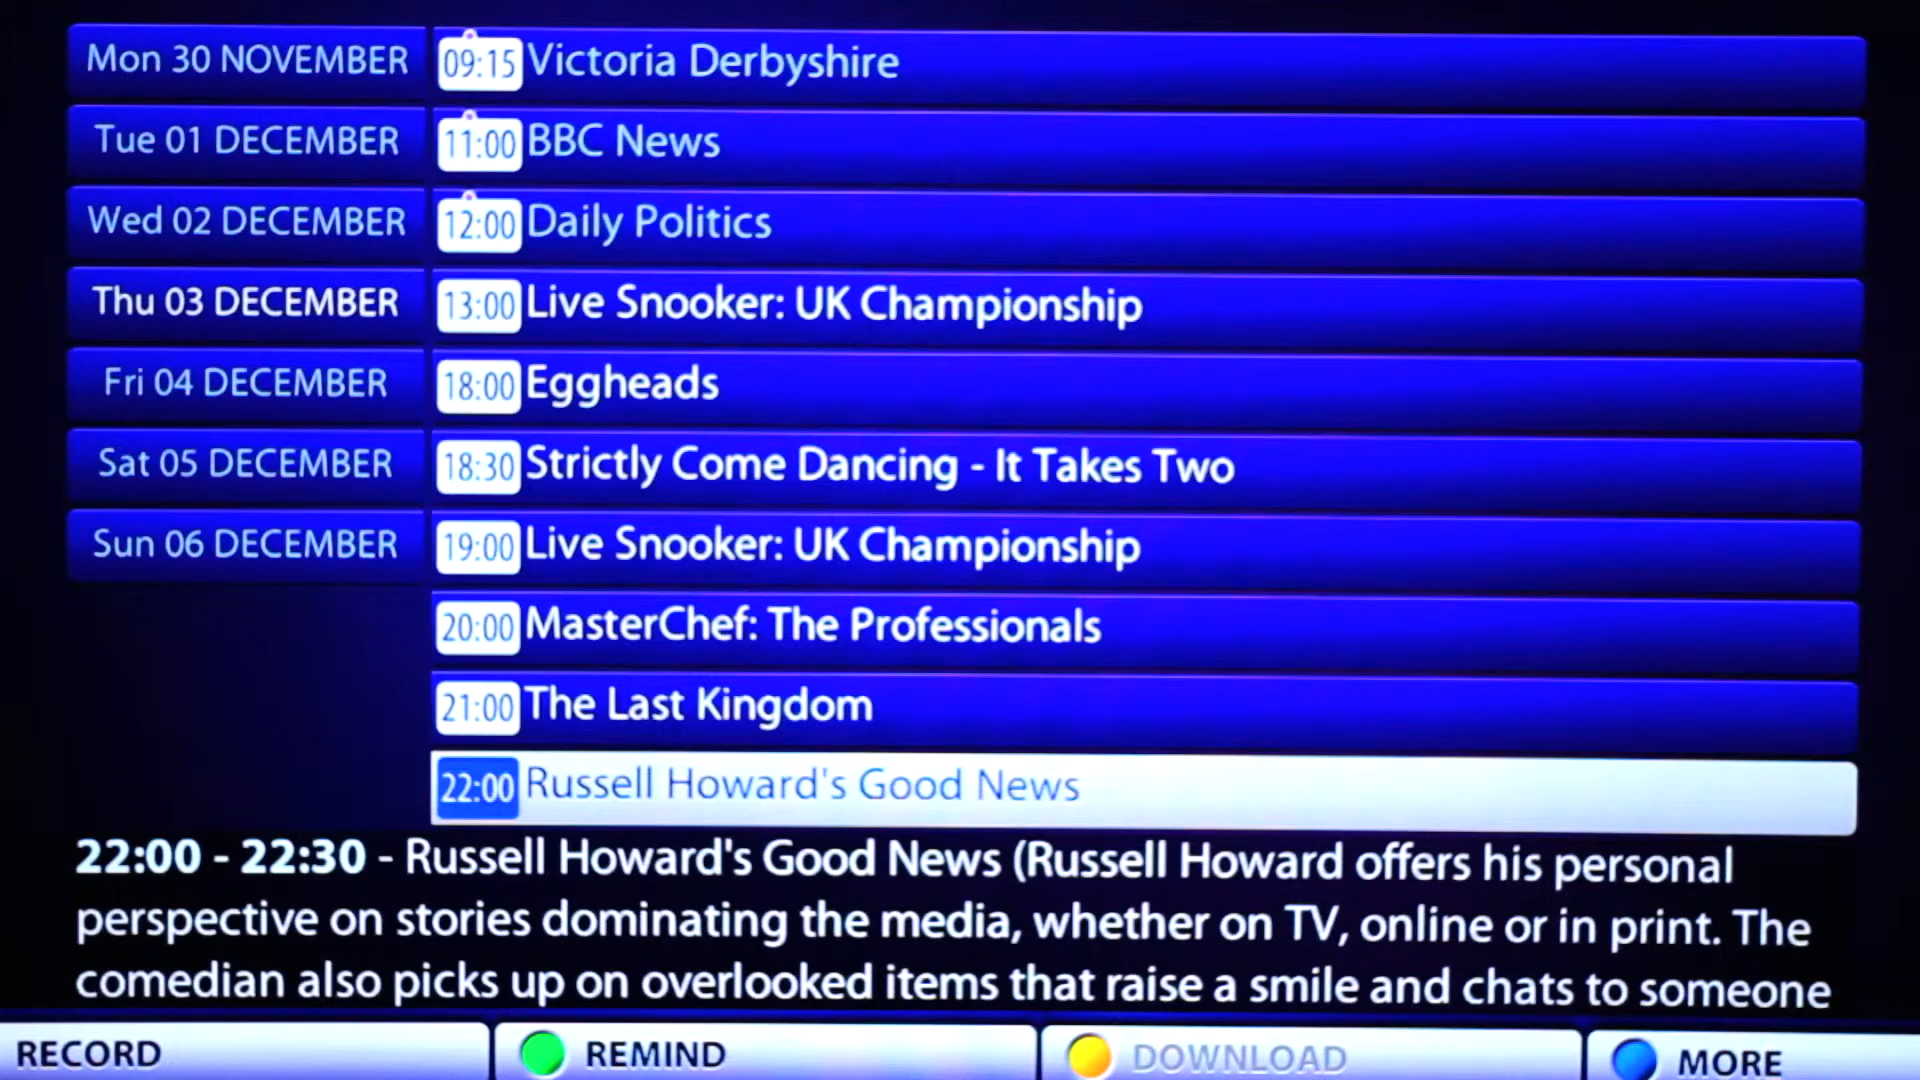 Mon 30 NOVEMBER 09:15 Victoria Derbyshire
Tue 01 DECEMBER 11:00 BBC News
Wed 02 DECEMBER 12:00 Daily Politics
Thu 03 DECEMBER 13:00 Live Snooker: UK Championship
Fri 04 DECEMBER 18:00 Eggheads
Sat 05 DECEMBER 18:30 Strictly Come Dancing - It Takes Two
Sun 06 DECEMBER 19:00 Live Snooker: UK Championship
20:00 MasterChef: The Professionals
21:00 The Last Kingdom
22:00 Russell Howard's Good News
22:00 - 22:30 - Russell Howard's Good News (Russell Howard offers his personal
perspective on stories dominating the media, whether on TV, online or in print. The
comedian also picks up on overlooked items that raise a smile and chats to someone
RECORD REMIND DOWNLOAD MORE